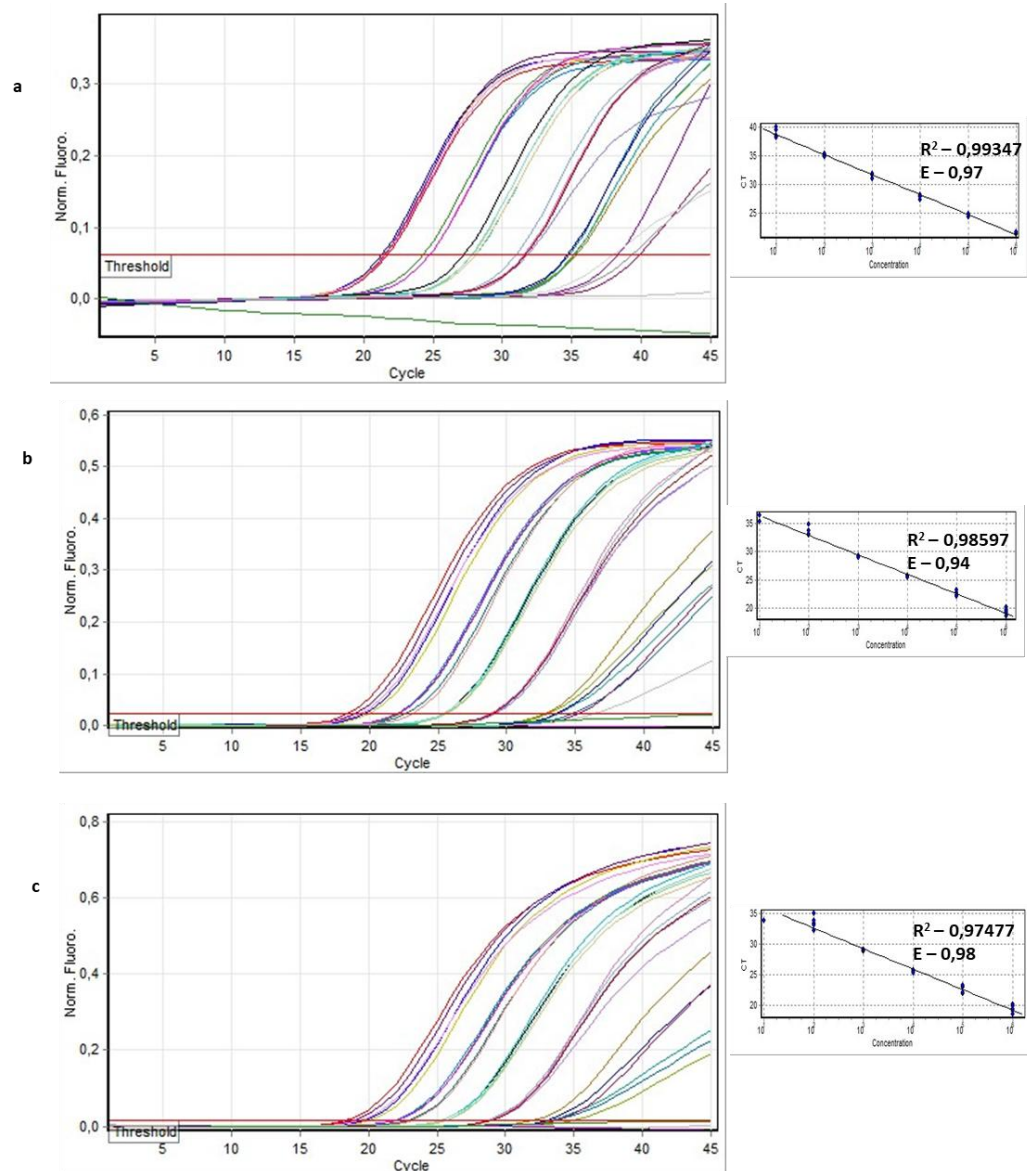 a
Norm. Fluoro.
0,3
0,2
0,1
0,0
Threshold
5 10 15 20 25 30 35 40 45
Cycle
CT
40
35
30
25
R² – 0,99347
E – 0,97
Concentration
b
Norm. Fluoro.
0,6
0,5
0,4
0,3
0,2
0,1
0,0
Threshold
5 10 15 20 25 30 35 40 45
Cycle
CT
35
30
25
20
R² – 0,98597
E – 0,94
Concentration
c
Norm. Fluoro.
0,8
0,6
0,4
0,2
0,0
Threshold
5 10 15 20 25 30 35 40 45
Cycle
CT
35
30
25
20
R² – 0,97477
E – 0,98
Concentration